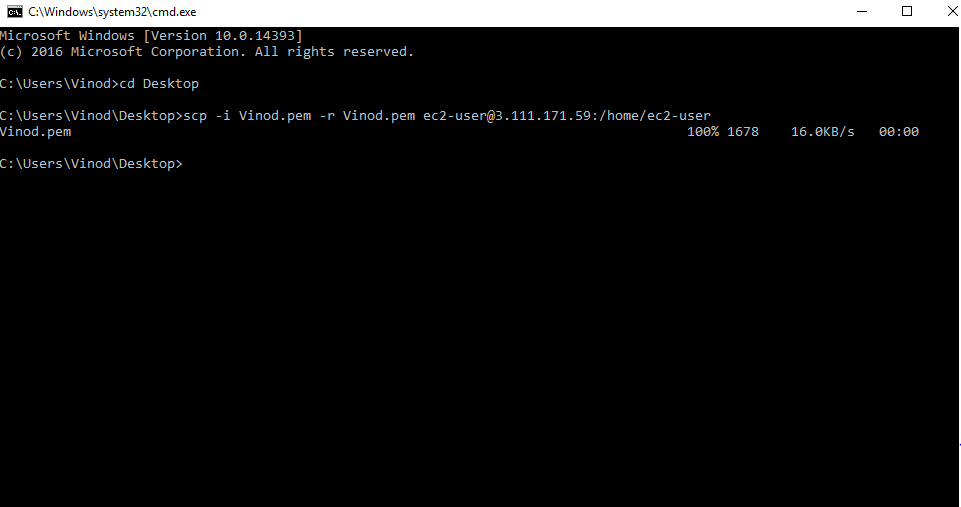 C:\Windows\system32\cmd.exe
Microsoft Windows [Version 10.0.14393]
(c) 2016 Microsoft Corporation. All rights reserved.
C:\Users\Vinod>cd Desktop
C:\Users\Vinod\Desktop>scp -i Vinod.pem -r Vinod.pem ec2-user@3.111.171.59:/home/ec2-user
Vinod.pem 100% 1678 16.0KB/s 00:00
C:\Users\Vinod\Desktop>